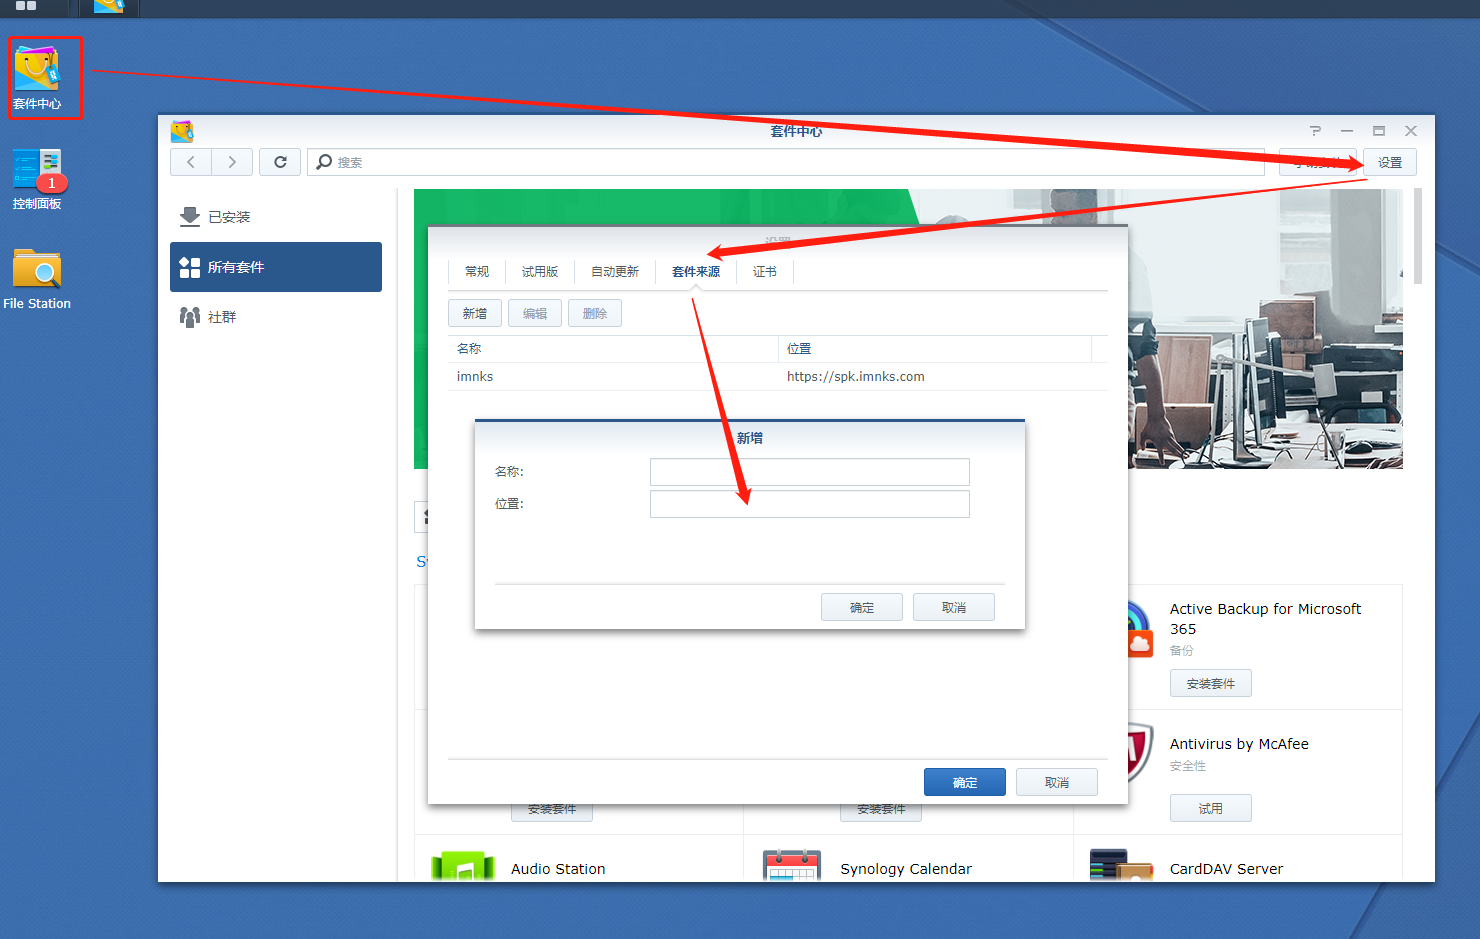 套件中心
1
控制面板
File Station
套件中心
搜索
设置
已安装
所有套件
社群
常规
试用版
自动更新
套件来源
证书
新增
编辑
删除
名称
位置
imnks
https://spk.imnks.com
新增
名称:
位置:
确定
取消
Active Backup for Microsoft
365
备份
安装套件
Antivirus by McAfee
安全性
试用
确定
取消
安装套件
安装套件
Audio Station
Synology Calendar
CardDAV Server